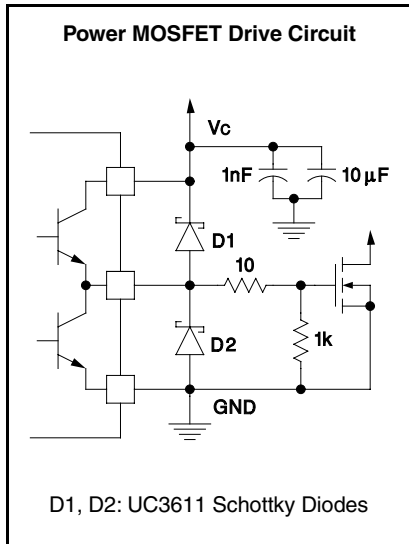 Power MOSFET Drive Circuit
Vc
1nF
10 µF
D1
10
D2
1k
GND
D1, D2: UC3611 Schottky Diodes